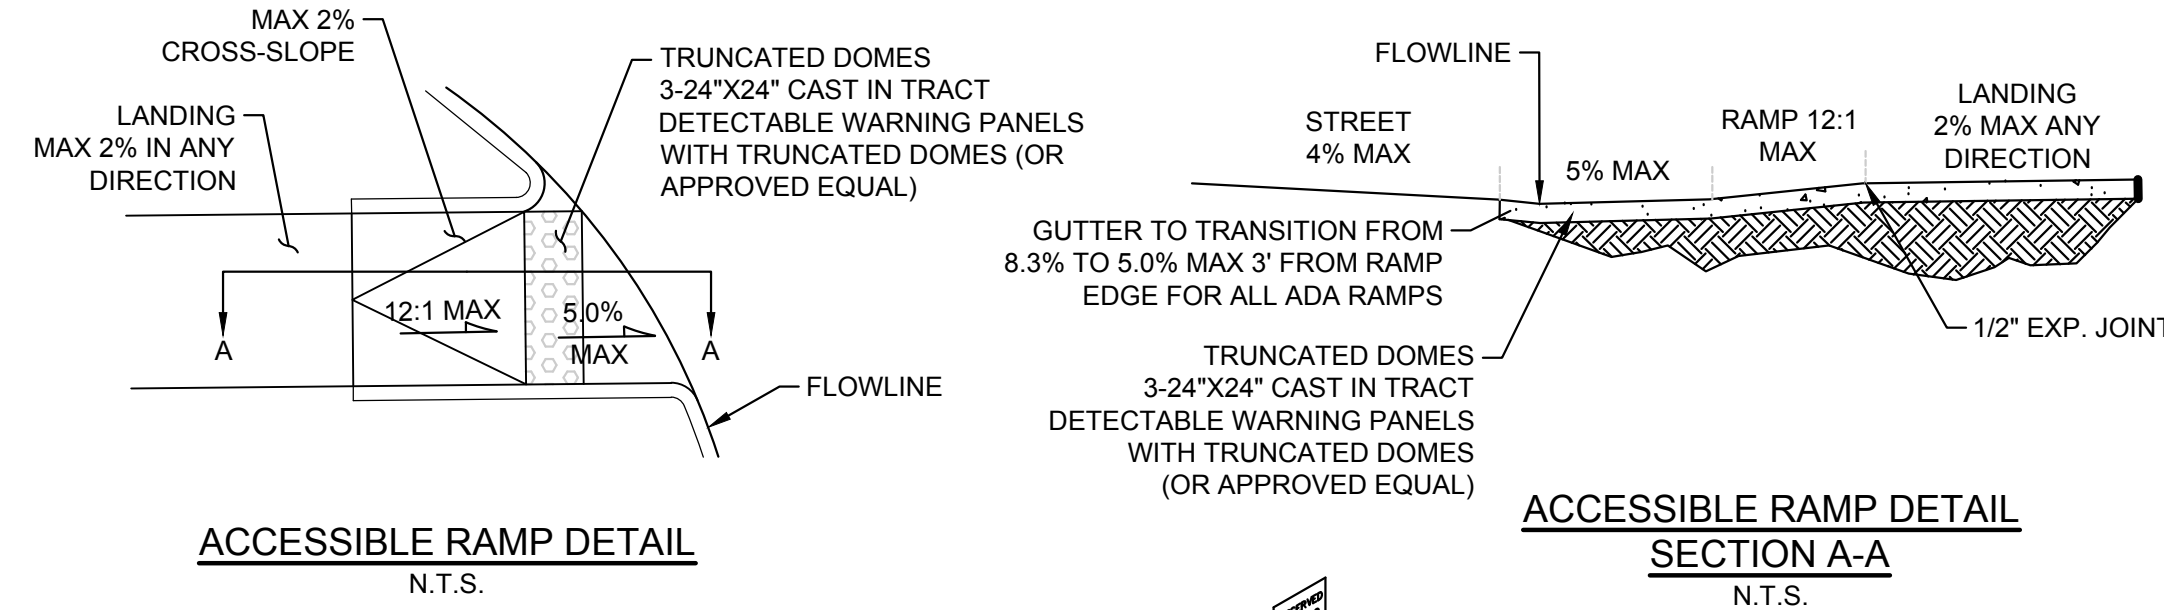 MAX 2%
CROSS-SLOPE
LANDING
MAX 2% IN ANY
DIRECTION
TRUNCATED DOMES
3-24"X24" CAST IN TRACT
DETECTABLE WARNING PANELS
WITH TRUNCATED DOMES (OR
APPROVED EQUAL)
12:1 MAX
5.0%
MAX
A
A
FLOWLINE
ACCESSIBLE RAMP DETAIL
N.T.S.
FLOWLINE
STREET
4% MAX
5% MAX
RAMP 12:1
MAX
LANDING
2% MAX ANY
DIRECTION
GUTTER TO TRANSITION FROM
8.3% TO 5.0% MAX 3' FROM RAMP
EDGE FOR ALL ADA RAMPS
1/2" EXP. JOINT
TRUNCATED DOMES
3-24"X24" CAST IN TRACT
DETECTABLE WARNING PANELS
WITH TRUNCATED DOMES
(OR APPROVED EQUAL)
ACCESSIBLE RAMP DETAIL
SECTION A-A
N.T.S.